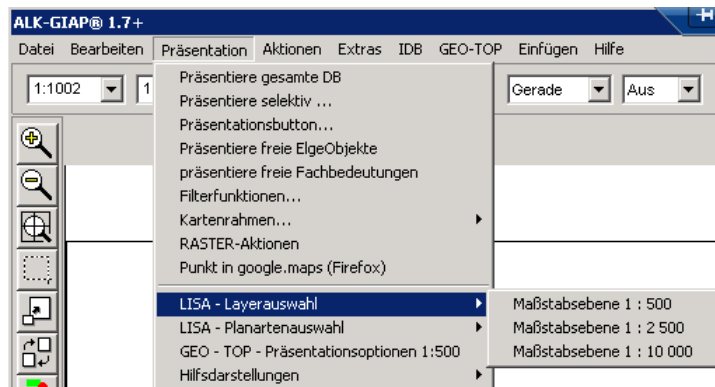 ALK-GIAP® 1.7+
Datei Bearbeiten Präsentation Aktionen Extras IDB GEO-TOP Einfügen Hilfe
1:1002 1 Gerade Aus
Präsentiere gesamte DB
Präsentiere selektiv ...
Präsentationsbutton...
Präsentiere freie ElgeObjekte
präsentiere freie Fachbedeutungen
Filterfunktionen...
Kartenrahmen...
RASTER-Aktionen
Punkt in google.maps (Firefox)
LISA - Layerauswahl Maßstabsebene 1 : 500
LISA - Planartenauswahl Maßstabsebene 1 : 2 500
GEO - TOP - Präsentationsoptionen 1:500 Maßstabsebene 1 : 10 000
Hilfsdarstellungen